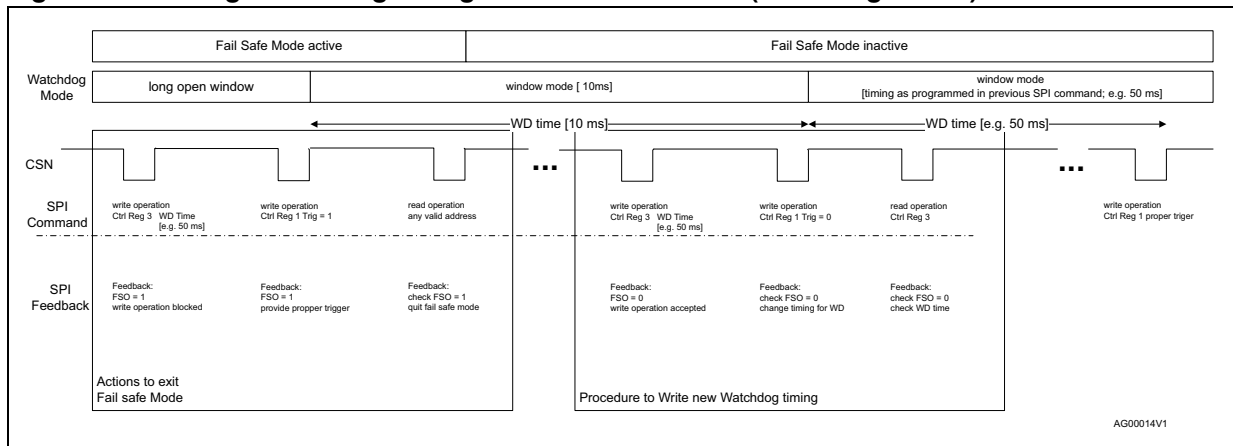 Fail Safe Mode active
Fail Safe Mode inactive
Watchdog
Mode
long open window
window mode [ 10ms]
window mode
[timing as programmed in previous SPI command; e.g. 50 ms]
WD time [10 ms]
WD time [e.g. 50 ms]
CSN
...
...
SPI
Command
write operation
Ctrl Reg 3 WD Time
[e.g. 50 ms]
write operation
Ctrl Reg 1 Trig = 1
read operation
any valid address
write operation
Ctrl Reg 3 WD Time
[e.g. 50 ms]
write operation
Ctrl Reg 1 Trig = 0
read operation
Ctrl Reg 3
write operation
Ctrl Reg 1 proper triger
SPI
Feedback
Feedback:
FSO = 1
write operation blocked
Feedback:
FSO = 1
provide propper trigger
Feedback:
check FSO = 1
quit fail safe mode
Feedback:
FSO = 0
write operation accepted
Feedback:
check FSO = 0
change timing for WD
Feedback:
check FSO = 0
check WD time
Actions to exit
Fail safe Mode
Procedure to Write new Watchdog timing
AG00014V1